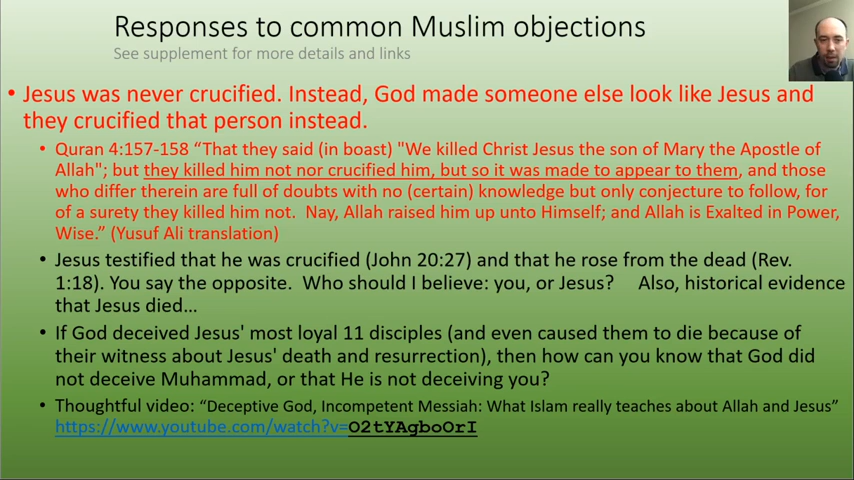 Responses to common Muslim objections
See supplement for more details and links
• Jesus was never crucified. Instead, God made someone else look like Jesus and
they crucified that person instead.
• Quran 4:157-158 “That they said (in boast) "We killed Christ Jesus the son of Mary the Apostle of
Allah"; but they killed him not nor crucified him, but so it was made to appear to them, and those
who differ therein are full of doubts with no (certain) knowledge but only conjecture to follow, for
of a surety they killed him not. Nay, Allah raised him up unto Himself; and Allah is Exalted in Power,
Wise.” (Yusuf Ali translation)
• Jesus testified that he was crucified (John 20:27) and that he rose from the dead (Rev.
1:18). You say the opposite. Who should I believe: you, or Jesus? Also, historical evidence
that Jesus died…
• If God deceived Jesus' most loyal 11 disciples (and even caused them to die because of
their witness about Jesus' death and resurrection), then how can you know that God did
not deceive Muhammad, or that He is not deceiving you?
• Thoughtful video: “Deceptive God, Incompetent Messiah: What Islam really teaches about Allah and Jesus”
https://www.youtube.com/watch?v=O2tYAgboOrI